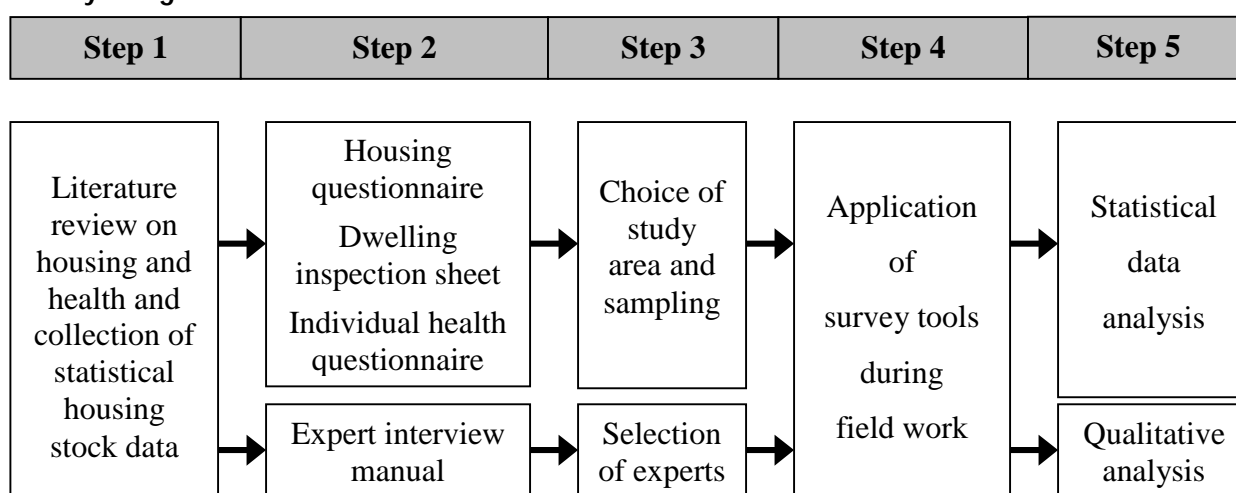 Step 1
Step 2
Step 3
Step 4
Step 5
Literature
review on
housing and
health and
collection of
statistical
housing
stock data
Housing
questionnaire
Dwelling
inspection sheet
Individual health
questionnaire
Expert interview
manual
Choice of
study
area and
sampling
Selection
of experts
Application
of
survey tools
during
field work
Statistical
data
analysis
Qualitative
analysis